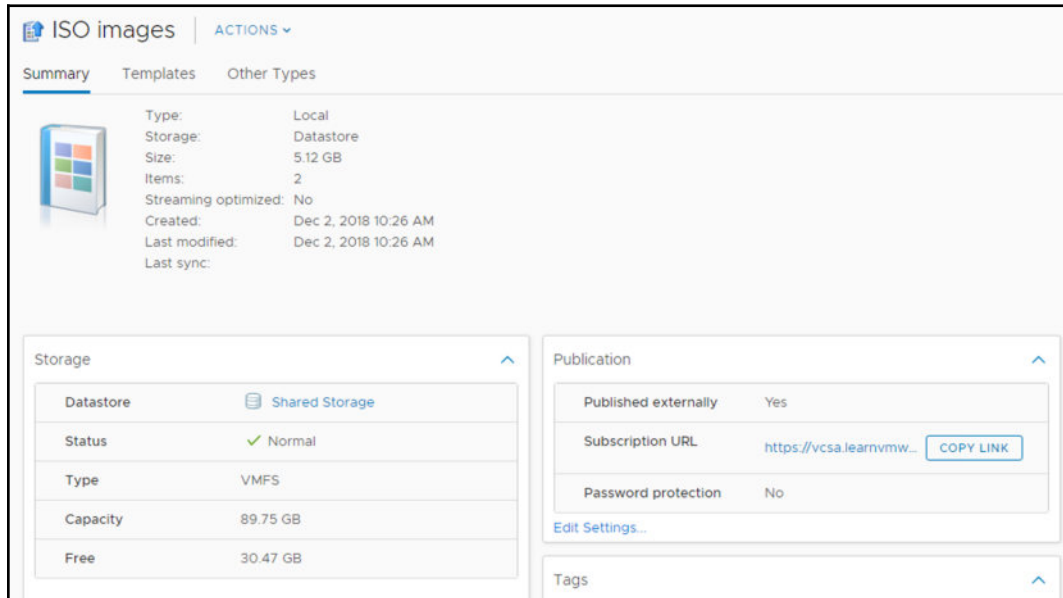 ISO images ACTIONS
Summary Templates Other Types
Type: Local
Storage: Datastore
Size: 5.12 GB
Items: 2
Streaming optimized: No
Created: Dec 2, 2018 10:26 AM
Last modified: Dec 2, 2018 10:26 AM
Last sync:
Storage
Datastore Shared Storage
Status Normal
Type VMFS
Capacity 89.75 GB
Free 30.47 GB
Publication
Published externally Yes
Subscription URL https://vcsa.learnvmw... COPY LINK
Password protection No
Edit Settings...
Tags